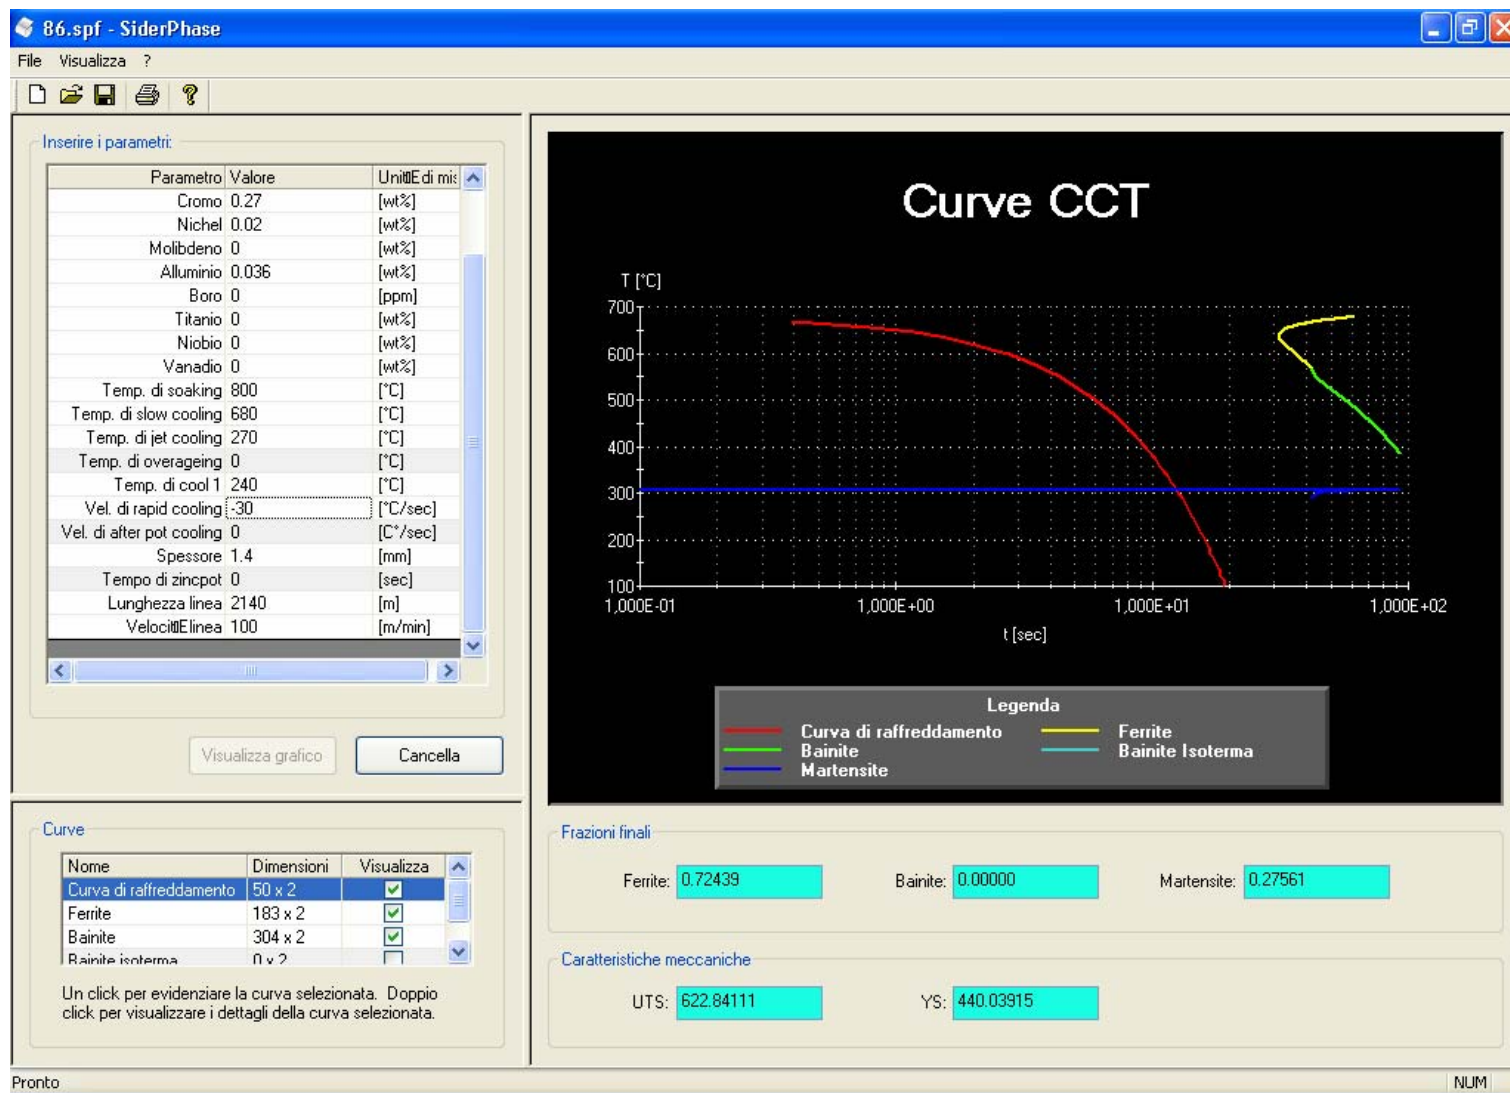 86.spf - SiderPhase
File Visualizza ?
Inserire i parametri:
Parametro Valore
Cromo 0.27 [wt%]
Nichel 0.02 [wt%]
Molibdeno 0 [wt%]
Alluminio 0.036 [wt%]
Boro 0 [ppm]
Titanio 0 [wt%]
Niobio 0 [wt%]
Vanadio 0 [wt%]
Temp. di soaking 800 [°C]
Temp. di slow cooling 680 [°C]
Temp. di jet cooling 270 [°C]
Temp. di overageing 0 [°C]
Temp. di cool 1 240 [°C]
Vel. di rapid cooling -30 [°C/sec]
Vel. di after pot cooling 0 [C°/sec]
Spessore 1.4 [mm]
Tempo di zincpot 0 [sec]
Lunghezza linea 2140 [m]
linea 100 [m/min]
Visualizza grafico Cancella
Curve CCT
T [°C]
700
600
500
400
300
200
100
1,000E-01 1,000E+00 1,000E+01 1,000E+02
t [sec]
Legenda
Curva di raffreddamento Ferrite
Bainite Bainite Isoterma
Martensite
Curve
Nome Dimensioni Visualizza
Curva di raffreddamento 50 x 2
Ferrite 183 x 2
Bainite 304 x 2
Bainite isoterma 0 x 2
Un click per evidenziare la curva selezionata. Doppio
click per visualizzare i dettagli della curva selezionata.
Frazioni finali
Ferrite: 0.72439 Bainite: 0.00000 Martensite: 0.27561
Caratteristiche meccaniche
UTS: 622.84111 YS: 440.03915
Pronto NUM